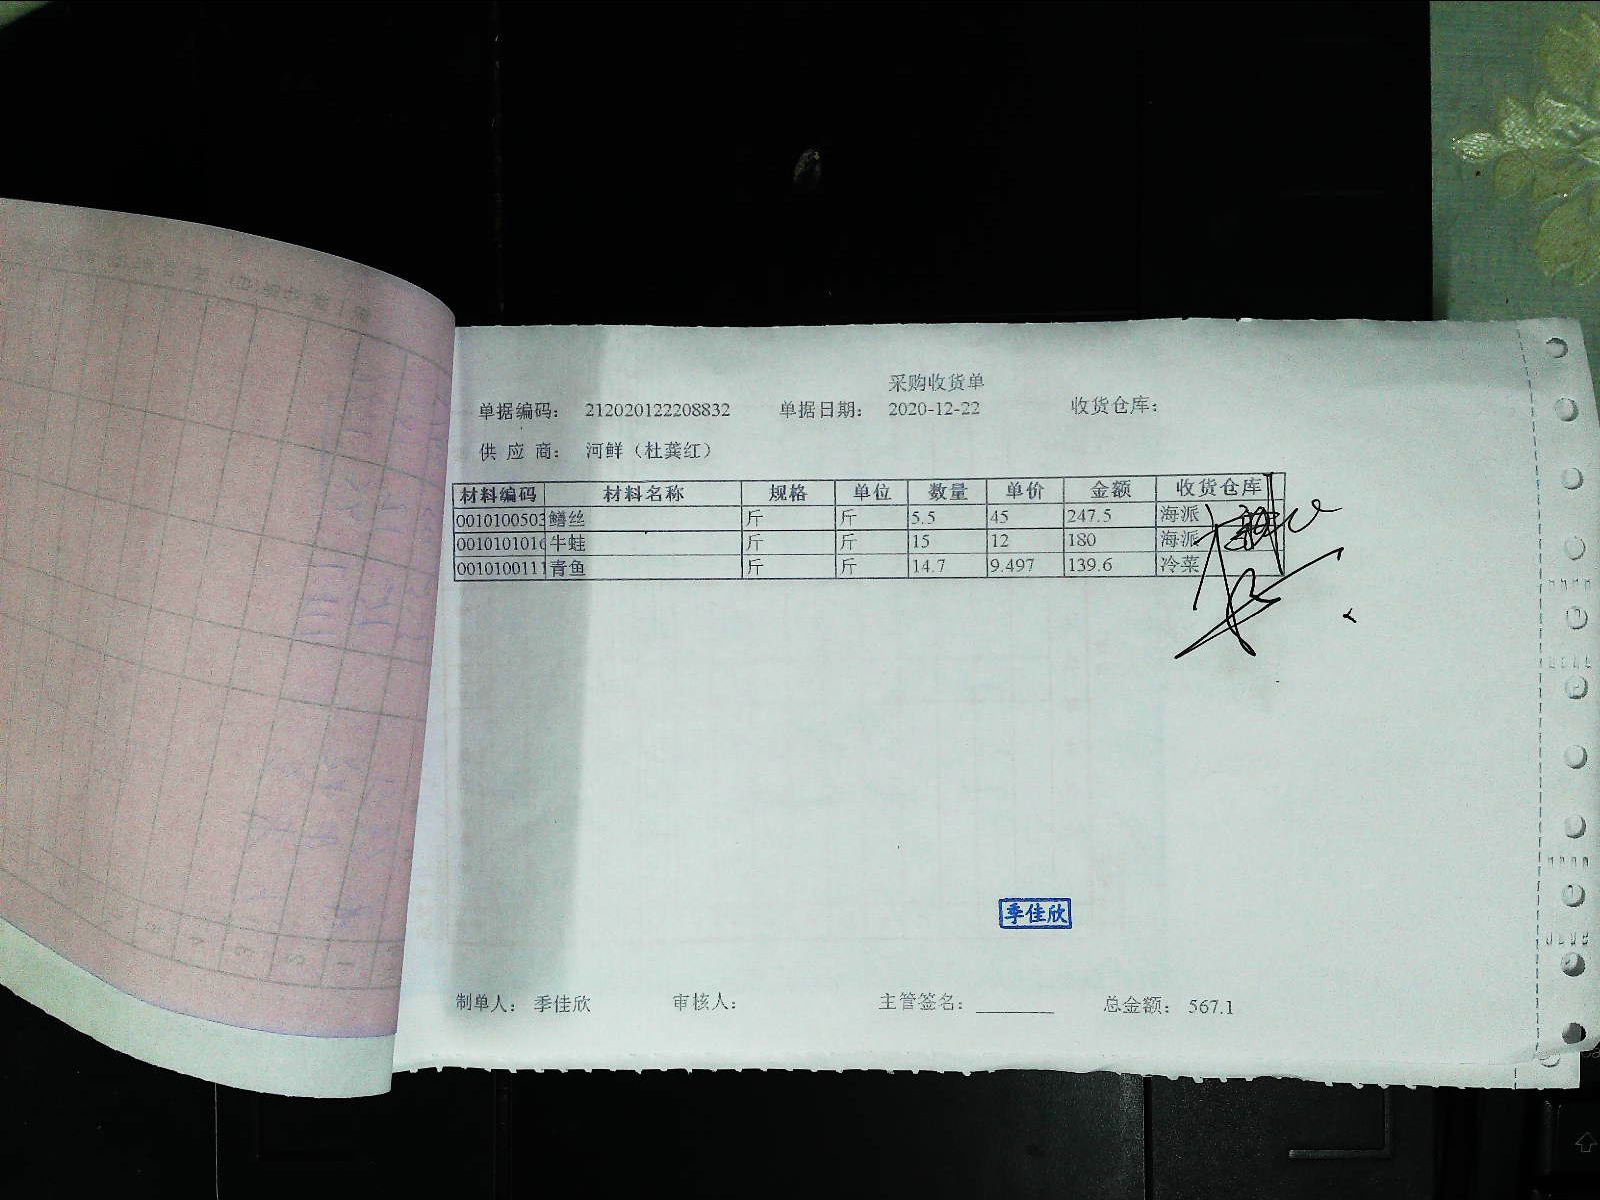 采购收货单
单据编码： 212020122208832 单据日期： 2020-12-22 收货仓库：
供 应 商： 河鲜（杜龚红）
材料编码 材料名称 规格 单位 数量 单价 金额 收货仓库
0010100503 鳝丝 斤 斤 5.5 45 247.5 海派
001010101 牛蛙 斤 斤 15 12 180 海派
0010100111 青鱼 斤 斤 14.7 9.497 139.6 冷菜
季佳欣
制单人： 季佳欣 审核人： 主管签名： ________ 总金额： 567.1